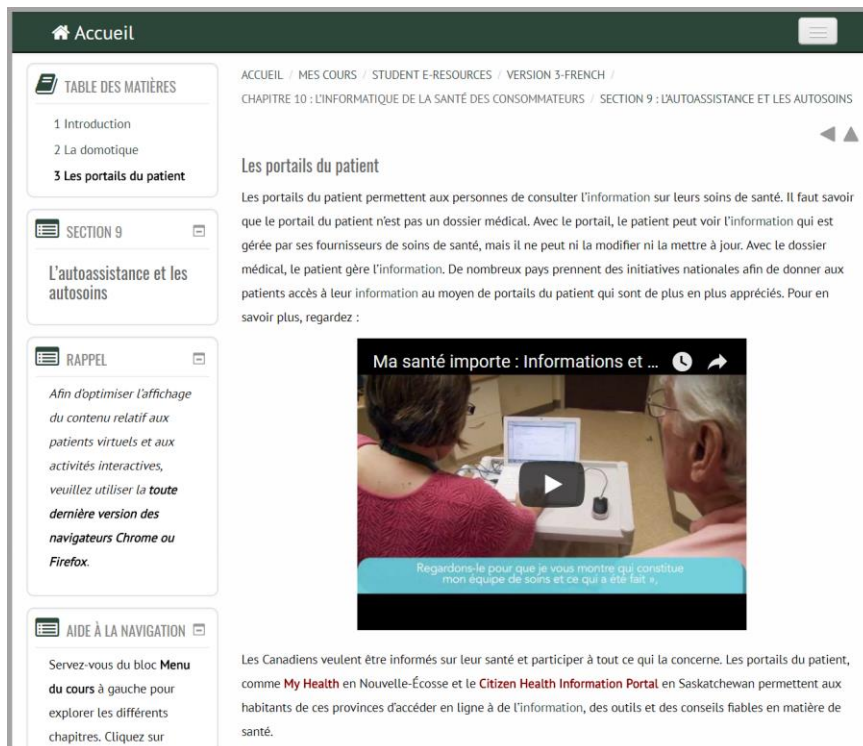 Accueil
TABLE DES MATIÈRES
1 Introduction
2 La domotique
3 Les portails du patient
SECTION 9
L'autoassistance et les
autosoins
RAPPEL
Afin d'optimiser l'affichage
du contenu relatif aux
patients virtuels et aux
activités interactives,
veuillez utiliser la toute
dernière version des
navigateurs Chrome ou
Firefox.
AIDE À LA NAVIGATION
Servez-vous du bloc Menu
du cours à gauche pour
explorer les différents
chapitres. Cliquez sur
ACCUEIL / MES COURS / STUDENT E-RESOURCES / VERSION 3-FRENCH /
CHAPITRE 10 : L'INFORMATIQUE DE LA SANTÉ DES CONSOMMATEURS / SECTION 9 : L'AUTOASSISTANCE ET LES AUTOSOINS
Les portails du patient
Les portails du patient permettent aux personnes de consulter l'information sur leurs soins de santé. Il faut savoir
que le portail du patient n'est pas un dossier médical. Avec le portail, le patient peut voir l'information qui est
gérée par ses fournisseurs de soins de santé, mais il ne peut ni la modifier ni la mettre à jour. Avec le dossier
médical, le patient gère l'information. De nombreux pays prennent des initiatives nationales afin de donner aux
patients accès à leur information au moyen de portails du patient qui sont de plus en plus appréciés. Pour en
savoir plus, regardez :
Ma santé importe : Informations et ...
Regardons-le pour que je vous montre qui constitue
mon équipe de soins et ce qui a été fait »,
Les Canadiens veulent être informés sur leur santé et participer à tout ce qui la concerne. Les portails du patient,
comme My Health en Nouvelle-Écosse et le Citizen Health Information Portal en Saskatchewan permettent aux
habitants de ces provinces d'accéder en ligne à de l'information, des outils et des conseils fiables en matière de
santé.